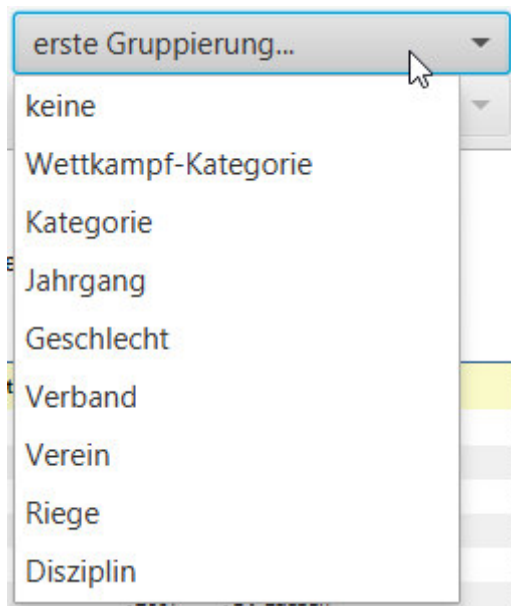 erste Gruppierung...
keine
Wettkampf-Kategorie
Kategorie
Jahrgang
Geschlecht
Verband
Verein
Riege
Disziplin